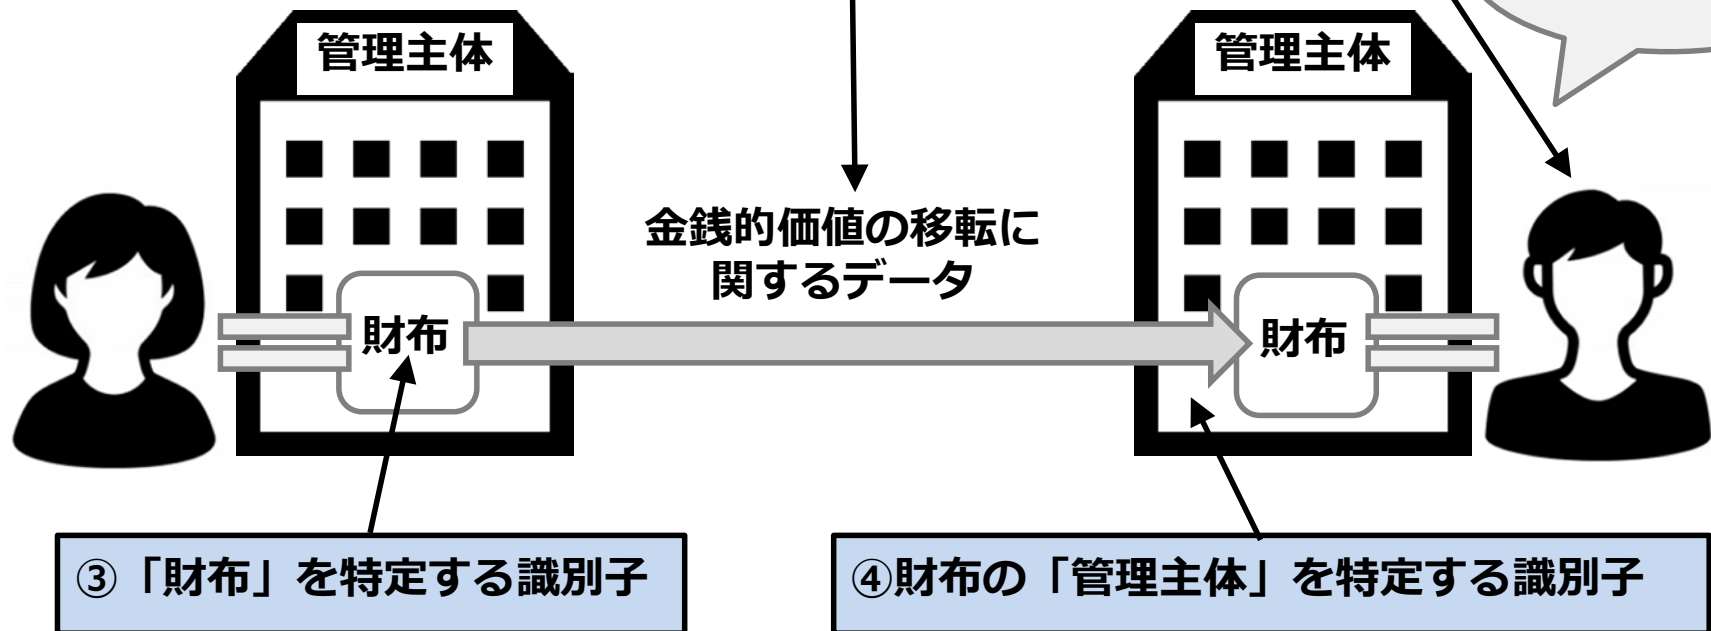 管理主体
管理主体
金銭的価値の移転に
関するデータ
財布
財布
③「財布」を特定する識別子
④財布の「管理主体」を特定する識別子